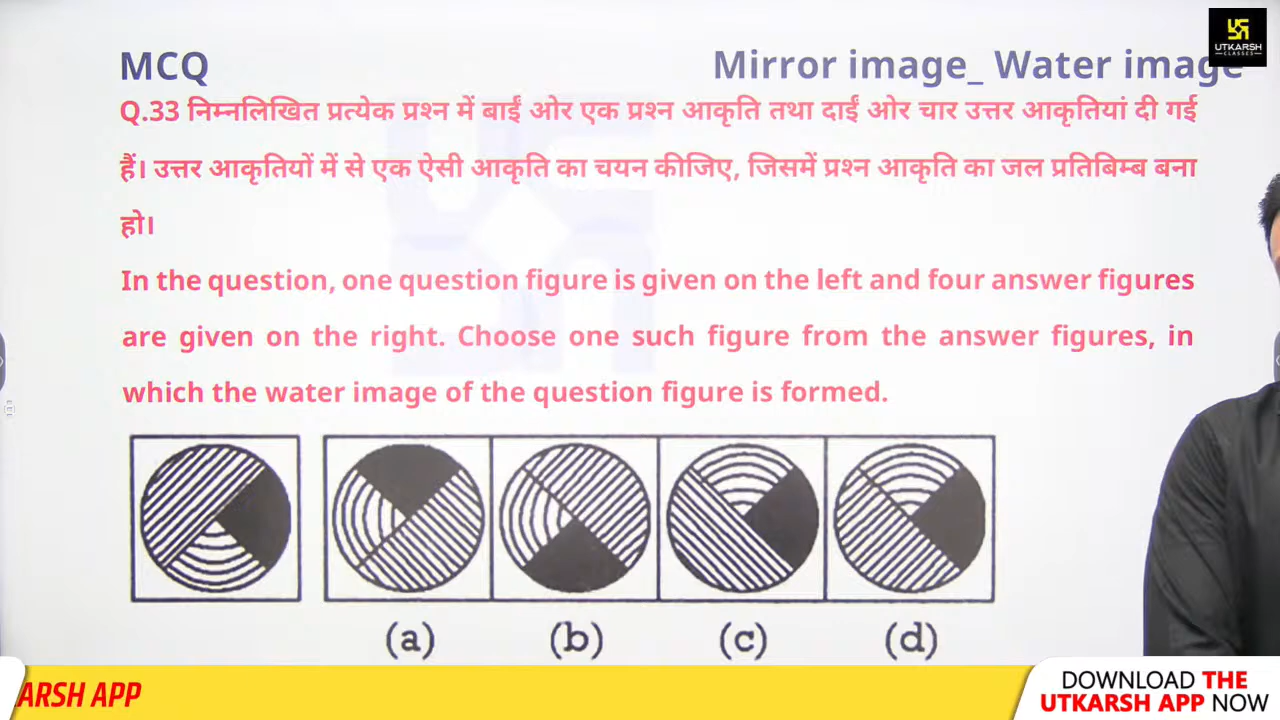 UTKARSH
CLASSES
MCQ
Mirror image_ Water image
Q.33 निम्नलिखित प्रत्येक प्रश्न में बाईं ओर एक प्रश्न आकृति तथा दाईं ओर चार उत्तर आकृतियां दी गई
हैं। उत्तर आकृतियों में से एक ऐसी आकृति का चयन कीजिए, जिसमें प्रश्न आकृति का जल प्रतिबिम्ब बना
हो।
In the question, one question figure is given on the left and four answer figures
are given on the right. Choose one such figure from the answer figures, in
which the water image of the question figure is formed.
(a) (b) (c) (d)
ARSH APP
DOWNLOAD THE
UTKARSH APP NOW